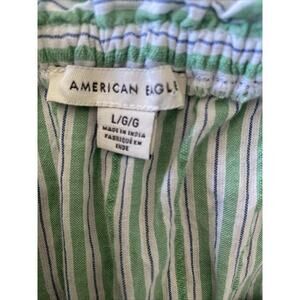 AMERICAN EAGLE
L/G/G
MADE IN INDIA
FABRIQUÉ EN
INDE